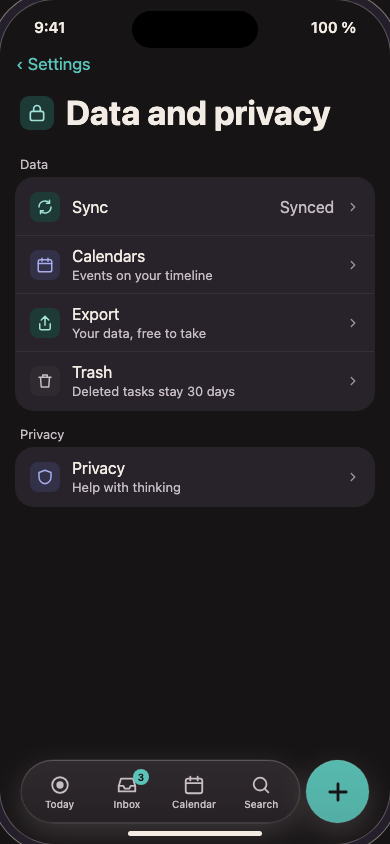 9:41
100 %
‹ Settings
Data and privacy
Data
Sync
Synced
Calendars
Events on your timeline
Export
Your data, free to take
Trash
Deleted tasks stay 30 days
Privacy
Privacy
Help with thinking
3
Today
Inbox
Calendar
Search